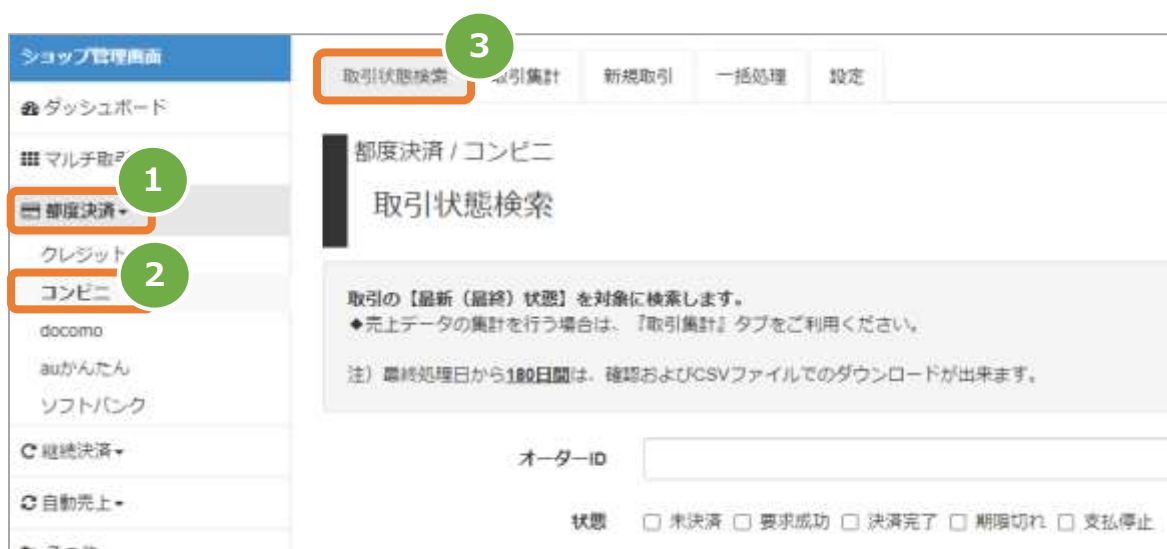 ショップ管理画面
ダッシュボード
マルチ取
1
都度決済
クレジット
2
コンビニ
docomo
auかんたん
ソフトバンク
継続決済
自動売上
3
取引状態検索
取引集計
新規取引
一括処理
設定
都度決済 / コンビニ
取引状態検索
取引の【最新（最終）状態】を対象に検索します。
◆売上データの集計を行う場合は、『取引集計』タブをご利用ください。
注）最終処理日から180日間は、確認およびCSVファイルでのダウンロードが出来ます。
オーダーID
状態 未決済 要求成功 決済完了 期限切れ 支払停止